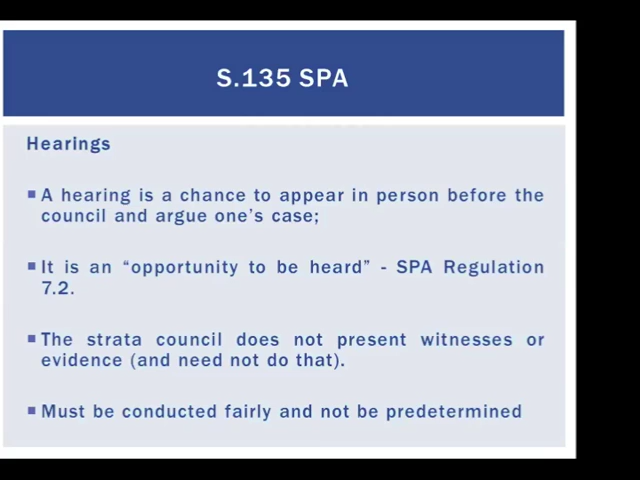 S.135 SPA
Hearings
▪ A hearing is a chance to appear in person before the
council and argue one's case;
▪ It is an “opportunity to be heard” - SPA Regulation
7.2.
▪ The strata council does not present witnesses or
evidence (and need not do that).
▪ Must be conducted fairly and not be predetermined